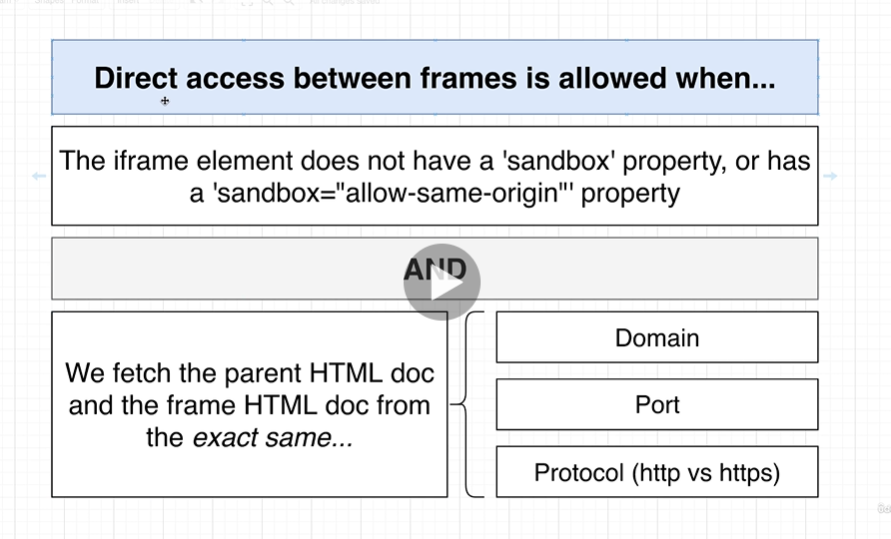 Direct access between frames is allowed when...
The iframe element does not have a 'sandbox' property, or has
a 'sandbox="allow-same-origin"' property
AND
We fetch the parent HTML doc
and the frame HTML doc from
the exact same...
Domain
Port
Protocol (http vs https)